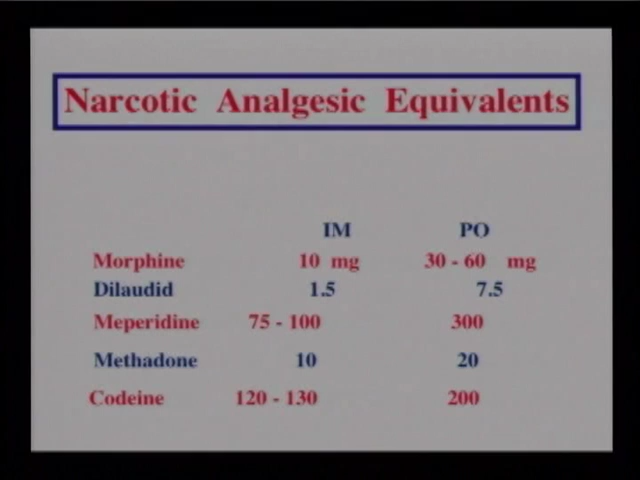 Narcotic Analgesic Equivalents
IM PO
Morphine 10 mg 30 - 60 mg
Dilaudid 1.5 7.5
Meperidine 75 - 100 300
Methadone 10 20
Codeine 120 - 130 200